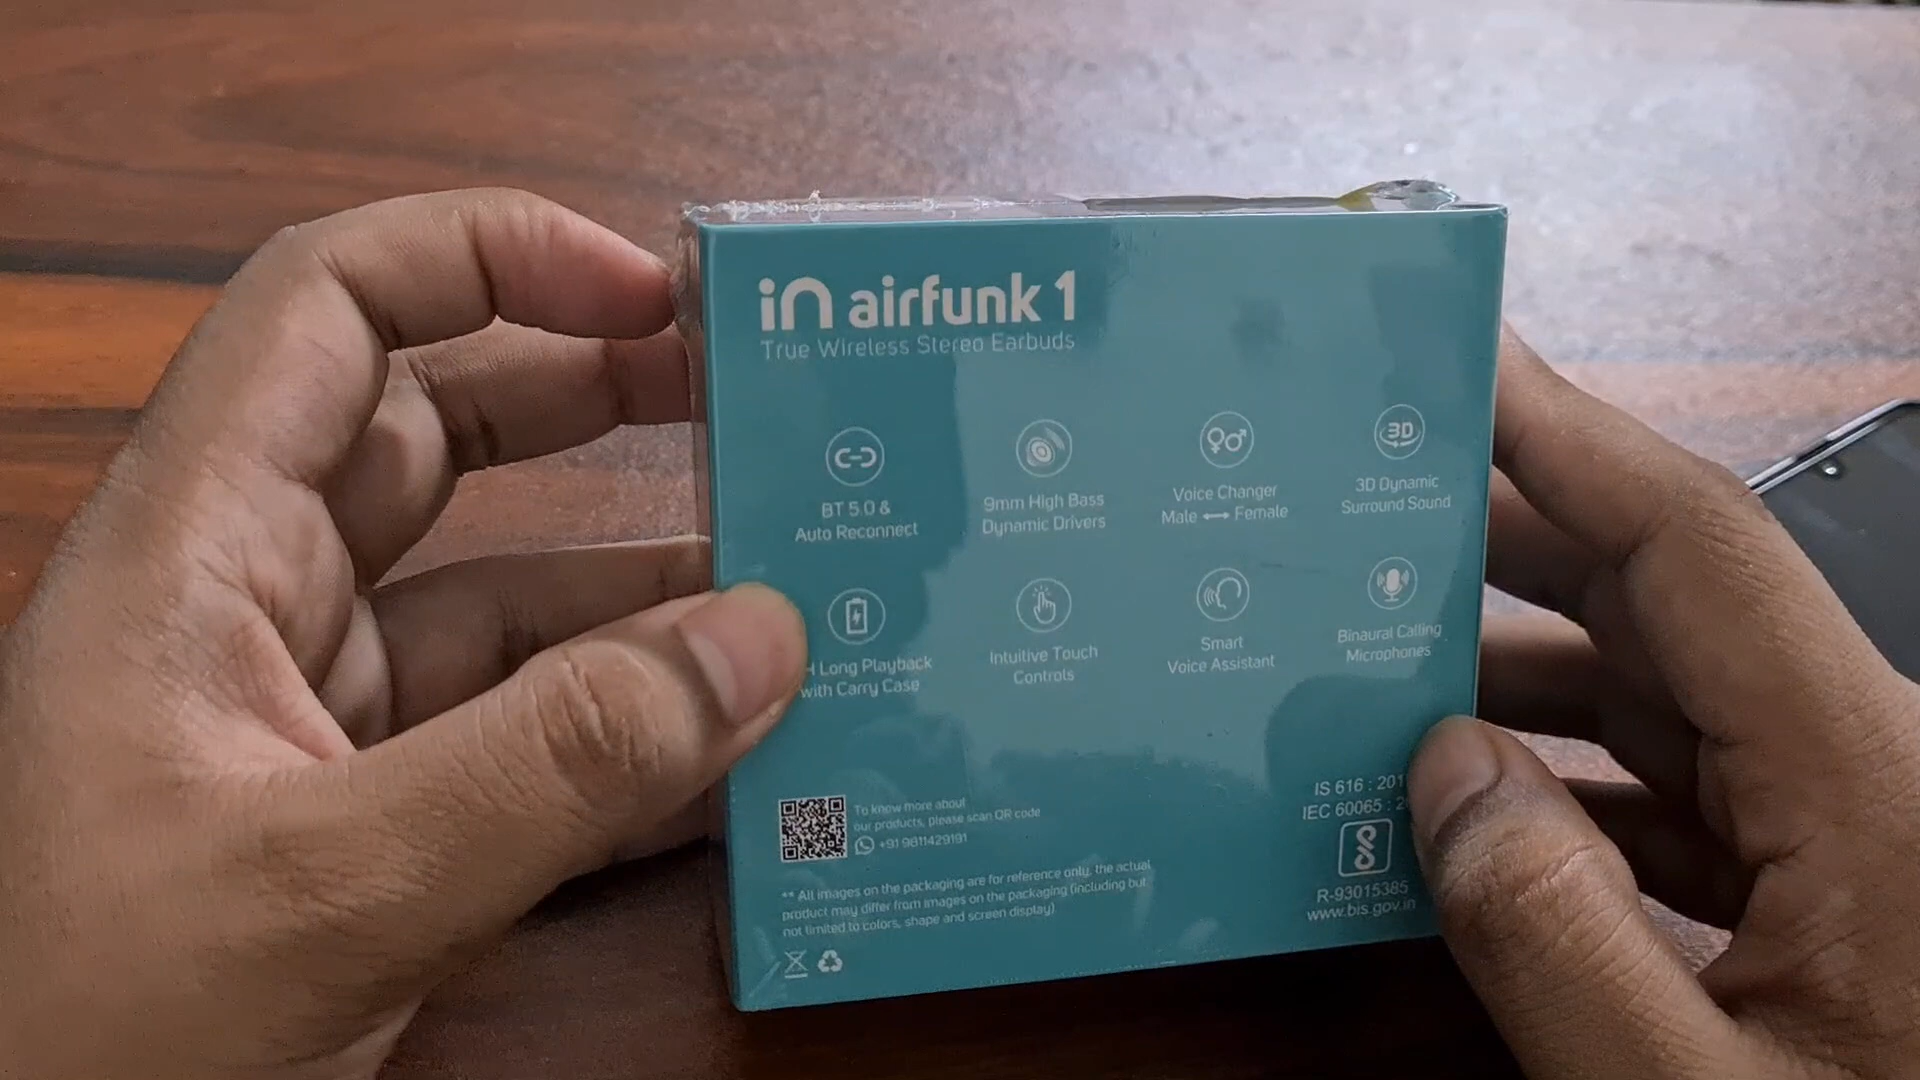 in airfunk 1
True Wireless Stereo Earbuds
BT 5.0 &
Auto Reconnect
9mm High Bass
Dynamic Drivers
Voice Changer
Male ⟷ Female
3D
3D Dynamic
Surround Sound
H Long Playback
with Carry Case
Intuitive Touch
Controls
Smart
Voice Assistant
Binaural Calling
Microphones
To know more about
our products, please scan QR code
+91 9811429191
** All images on the packaging are for reference only, the actual
product may differ from images on the packaging (including but
not limited to colors, shape and screen display)
IS 616 : 201
IEC 60065 : 2
R-93015385
www.bis.gov.in